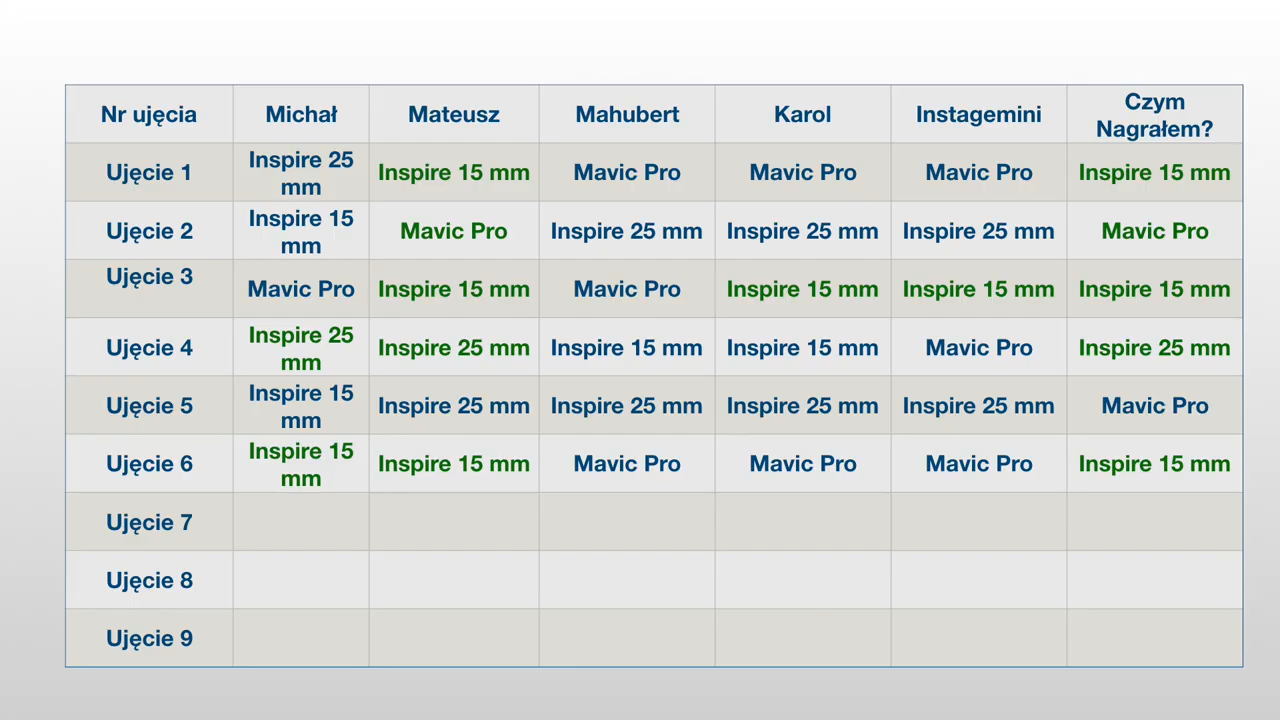 Nr ujęcia Michał Mateusz Mahubert Karol Instagemini Czym Nagrałem?
Ujęcie 1 Inspire 25 mm Inspire 15 mm Mavic Pro Mavic Pro Mavic Pro Inspire 15 mm
Ujęcie 2 Inspire 15 mm Mavic Pro Inspire 25 mm Inspire 25 mm Inspire 25 mm Mavic Pro
Ujęcie 3 Mavic Pro Inspire 15 mm Mavic Pro Inspire 15 mm Inspire 15 mm Inspire 15 mm
Ujęcie 4 Inspire 25 mm Inspire 25 mm Inspire 15 mm Inspire 15 mm Mavic Pro Inspire 25 mm
Ujęcie 5 Inspire 15 mm Inspire 25 mm Inspire 25 mm Inspire 25 mm Inspire 25 mm Mavic Pro
Ujęcie 6 Inspire 15 mm Inspire 15 mm Mavic Pro Mavic Pro Mavic Pro Inspire 15 mm
Ujęcie 7
Ujęcie 8
Ujęcie 9